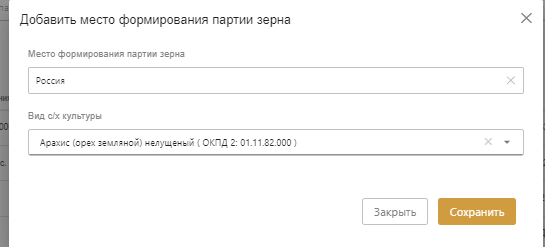 Добавить место формирования партии зерна
Место формирования партии зерна
Россия
Вид с/х культуры
Арахис (орех земляной) нелущеный ( ОКПД 2: 01.11.82.000 )
Закрыть
Сохранить